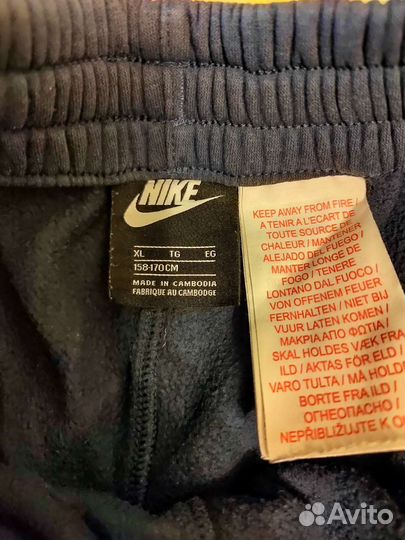 NIKE
XL TG EG
158-170CM
MADE IN CAMBODIA
FABRIQUE AU CAMBODGE
KEEP AWAY FROM FIRE /
A TENIR A L'ECART DE
TOUTE SOURCE DE
CHALEUR / MANTENER
ALEJADO DEL FUEGO /
MANTER LONGE DE
FOGO / TENERE
LONTANO DAL FUOCO /
VON OFFENEM FEUER
FERNHALTEN / NIET BIJ
VUUR LATEN KOMEN /
ΜΑΚΡΙΑ ΑΠΟ ΦΩΤΙΑ /
SKAL HOLDES VÆK FRA
ILD / AKTAS FÖR ELD /
VARO TULTA / MÅ HOLDE
BORTE FRA ILD /
ОГНЕОПАСНО /
NEPŘIBLIŽUJTE K O
Avito